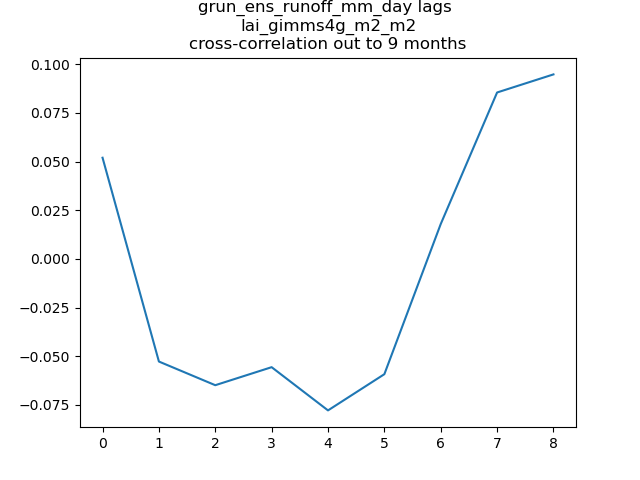 grun_ens_runoff_mm_day lags
lai_gimms4g_m2_m2
cross-correlation out to 9 months
0.100
0.075
0.050
0.025
0.000
−0.025
−0.050
−0.075
0 1 2 3 4 5 6 7 8